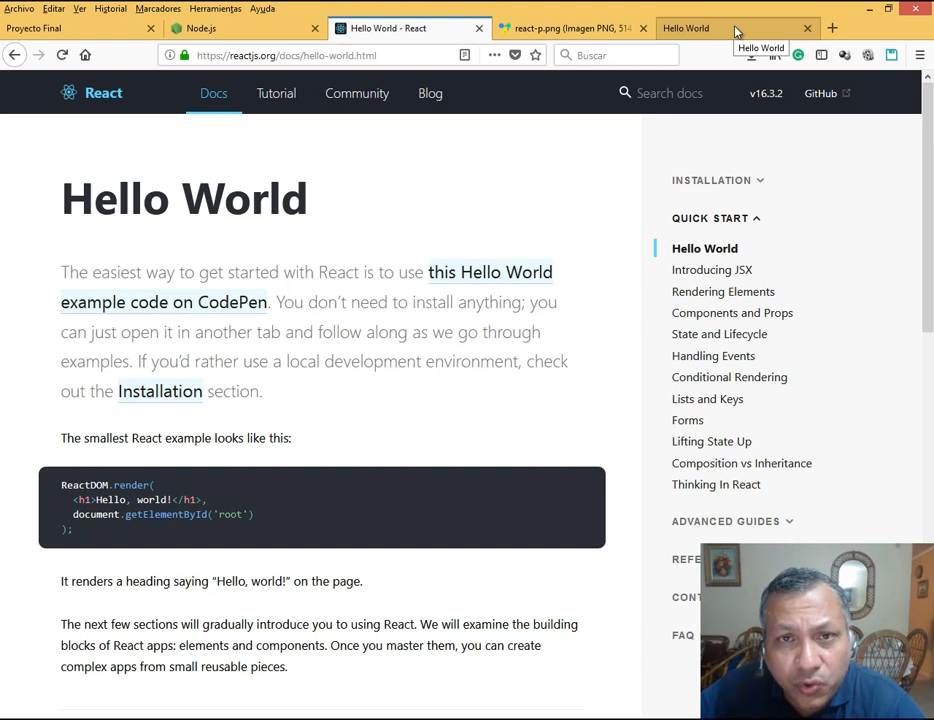 Archivo Editar Ver Historial Marcadores Herramientas Ayuda
Proyecto Final
Node.js
Hello World - React
react-p.png (Imagen PNG, 514
Hello World
Hello World
https://reactjs.org/docs/hello-world.html
Buscar
React
Docs
Tutorial
Community
Blog
Search docs
v16.3.2
GitHub
Hello World
The easiest way to get started with React is to use this Hello World
example code on CodePen. You don’t need to install anything; you
can just open it in another tab and follow along as we go through
examples. If you’d rather use a local development environment, check
out the Installation section.
The smallest React example looks like this:
ReactDOM.render(
<h1>Hello, world!</h1>,
document.getElementById('root')
);
It renders a heading saying “Hello, world!” on the page.
The next few sections will gradually introduce you to using React. We will examine the building
blocks of React apps: elements and components. Once you master them, you can create
complex apps from small reusable pieces.
INSTALLATION
QUICK START
Hello World
Introducing JSX
Rendering Elements
Components and Props
State and Lifecycle
Handling Events
Conditional Rendering
Lists and Keys
Forms
Lifting State Up
Composition vs Inheritance
Thinking In React
ADVANCED GUIDES
REFE
CONT
FAQ